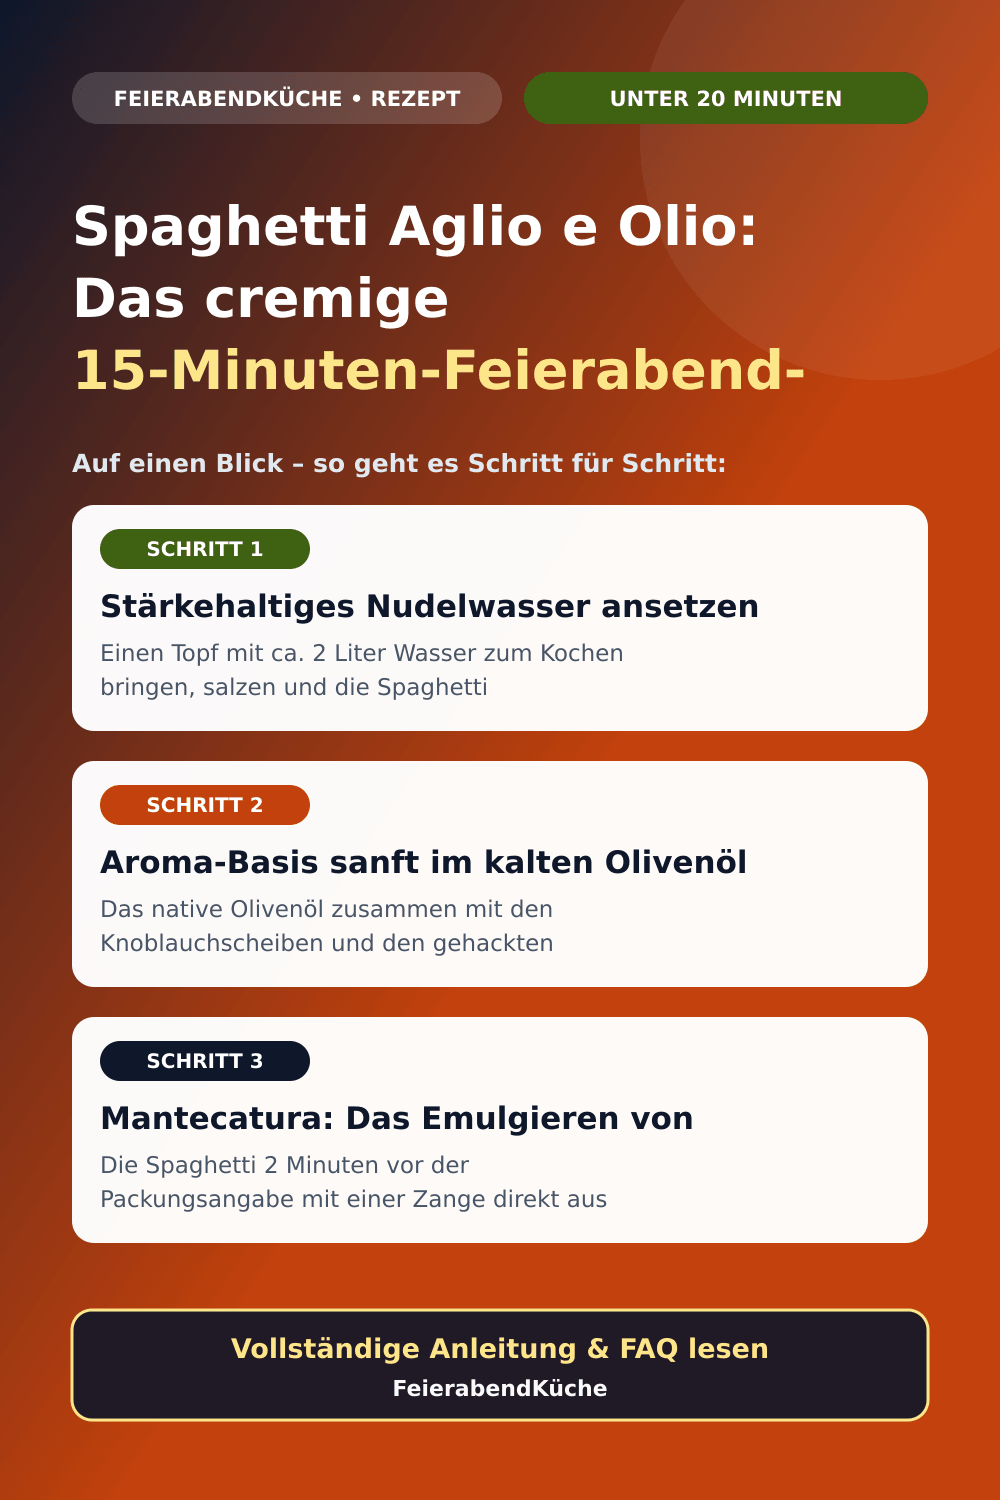 FEIERABENDKÜCHE • REZEPT
UNTER 20 MINUTEN
Spaghetti Aglio e Olio:
Das cremige
15-Minuten-Feierabend-
Auf einen Blick – so geht es Schritt für Schritt:
SCHRITT 1
Stärkehaltiges Nudelwasser ansetzen
Einen Topf mit ca. 2 Liter Wasser zum Kochen
bringen, salzen und die Spaghetti
SCHRITT 2
Aroma-Basis sanft im kalten Olivenöl
Das native Olivenöl zusammen mit den
Knoblauchscheiben und den gehackten
SCHRITT 3
Mantecatura: Das Emulgieren von
Die Spaghetti 2 Minuten vor der
Packungsangabe mit einer Zange direkt aus
Vollständige Anleitung & FAQ lesen
FeierabendKüche